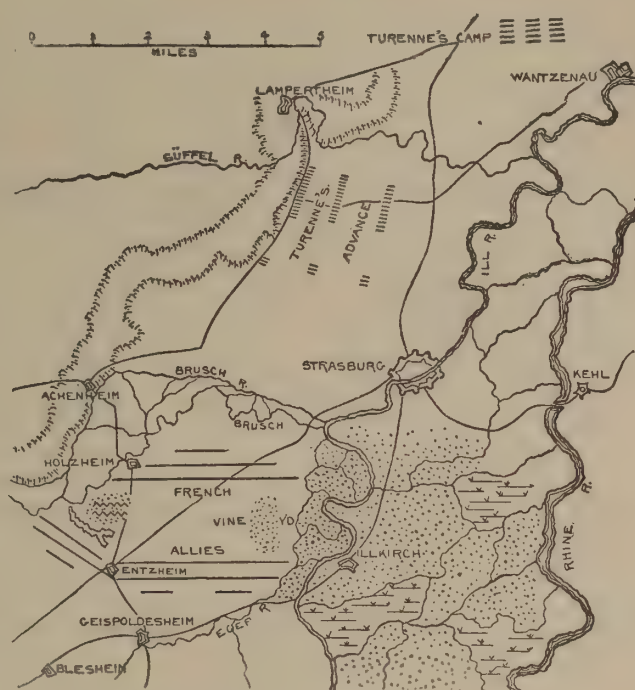 0 1 2 3 4 5
MILES
TURENNE'S CAMP
WANTZENAU
LAMPERTHEIM
SÜFFEL R.
TURENNE'S
ADVANCE
ILL R.
STRASBURG
KEHL
BRUSCH R.
BRUSCH
ACHENHEIM
HOLZHEIM
FRENCH
VINE YD
ALLIES
ILLKIRCH
ENTZHEIM
RHINE R.
GEISPOLDESHEIM
EGEF R.
BLESHEIM